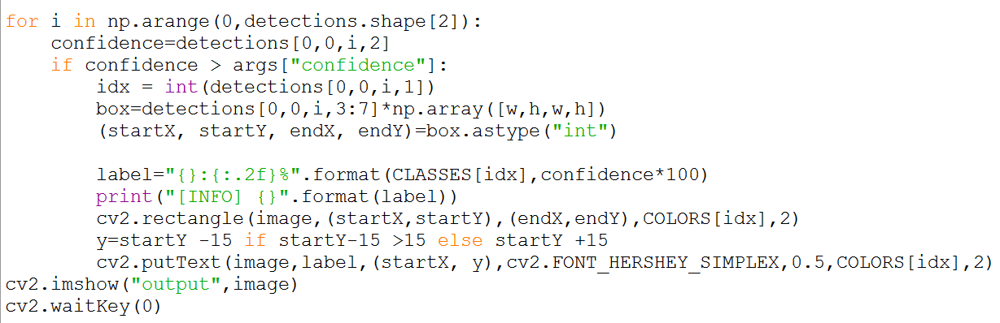 for i in np.arange(0,detections.shape[2]):
    confidence=detections[0,0,i,2]
    if confidence > args["confidence"]:
        idx = int(detections[0,0,i,1])
        box=detections[0,0,i,3:7]*np.array([w,h,w,h])
        (startX, startY, endX, endY)=box.astype("int")

        label="{}:{:.2f}%".format(CLASSES[idx],confidence*100)
        print("[INFO] {}".format(label))
        cv2.rectangle(image,(startX,startY),(endX,endY),COLORS[idx],2)
        y=startY -15 if startY-15 >15 else startY +15
        cv2.putText(image,label,(startX, y),cv2.FONT_HERSHEY_SIMPLEX,0.5,COLORS[idx],2)
cv2.imshow("output",image)
cv2.waitKey(0)